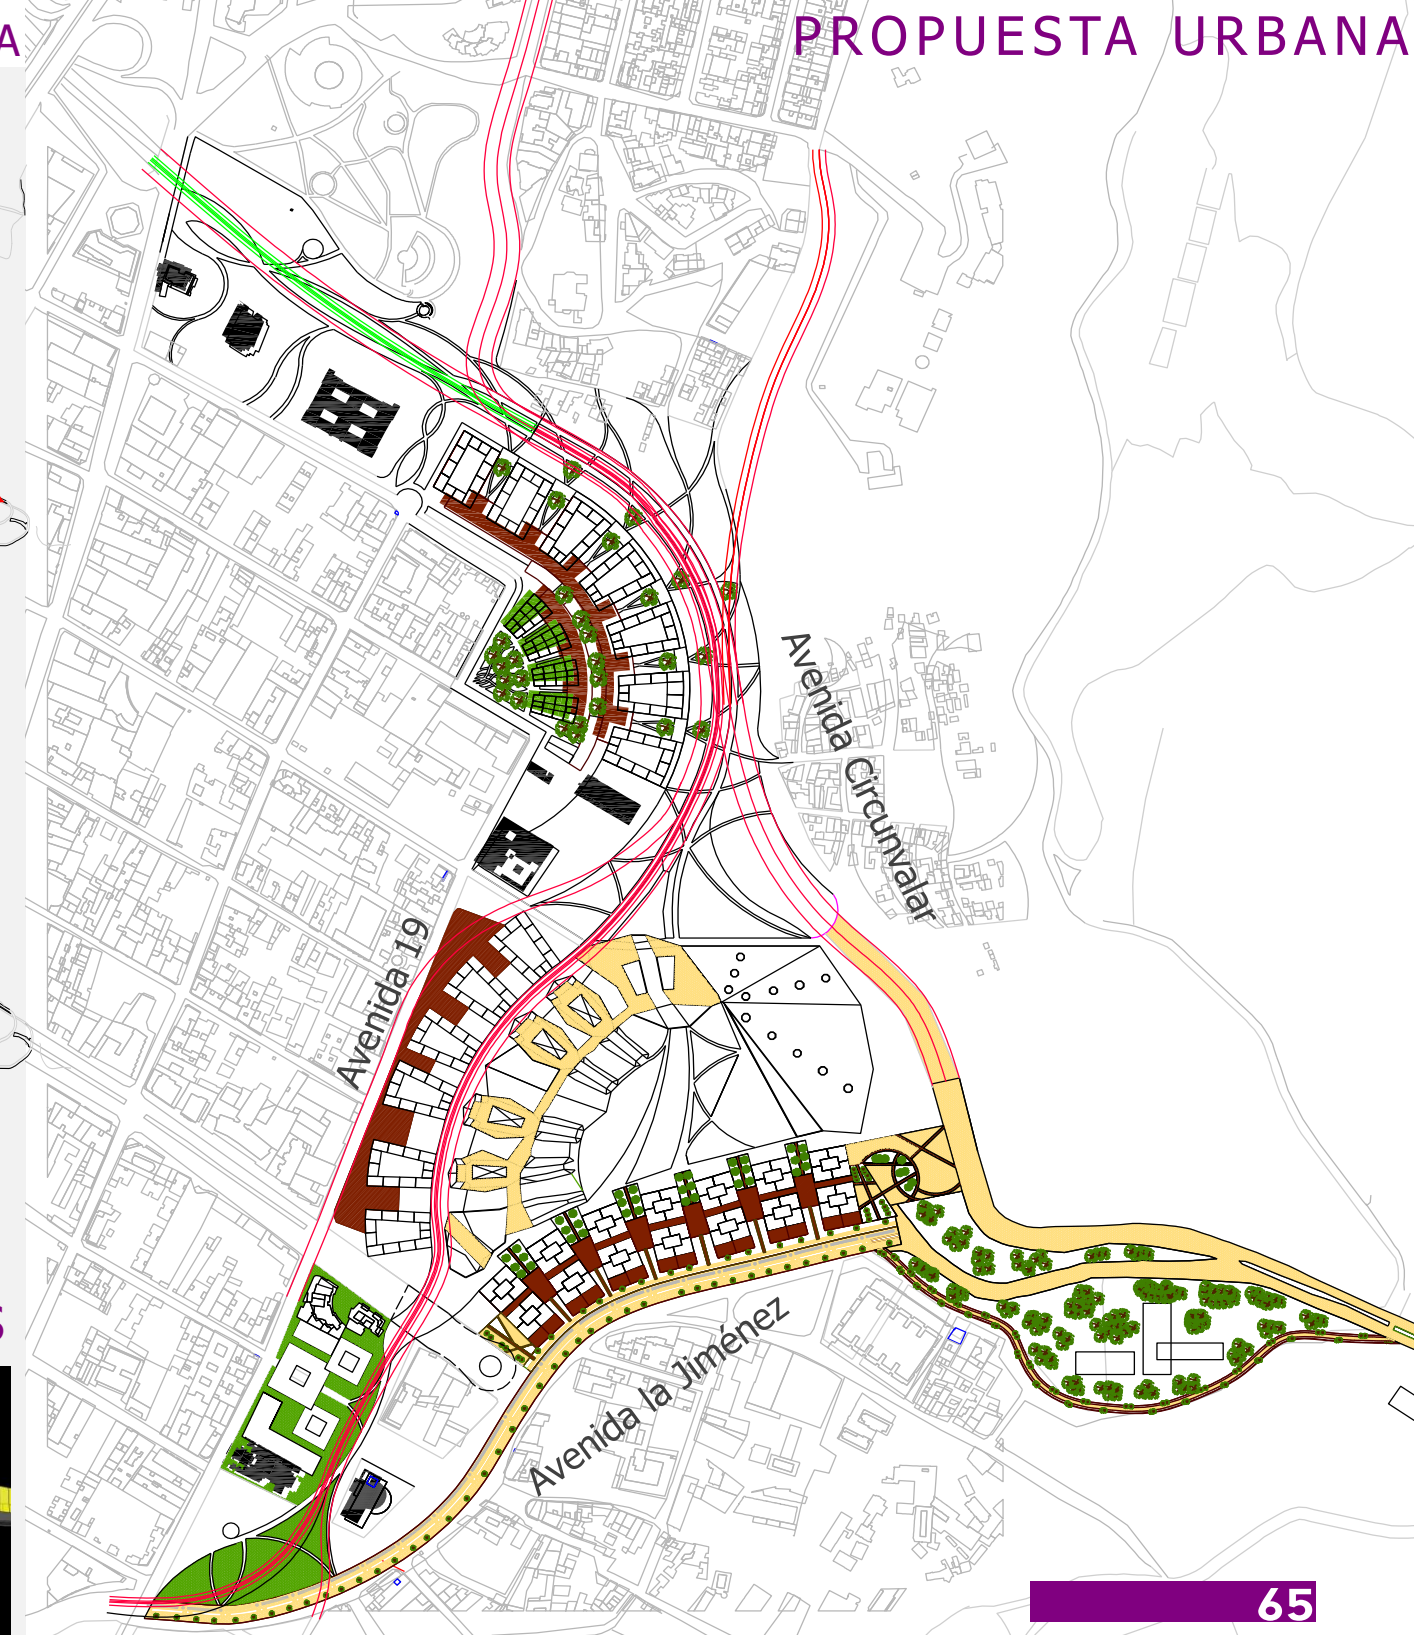 A
PROPUESTA URBANA
Avenida Circunvalar
Avenida 19
S
Avenida la Jiménez
65